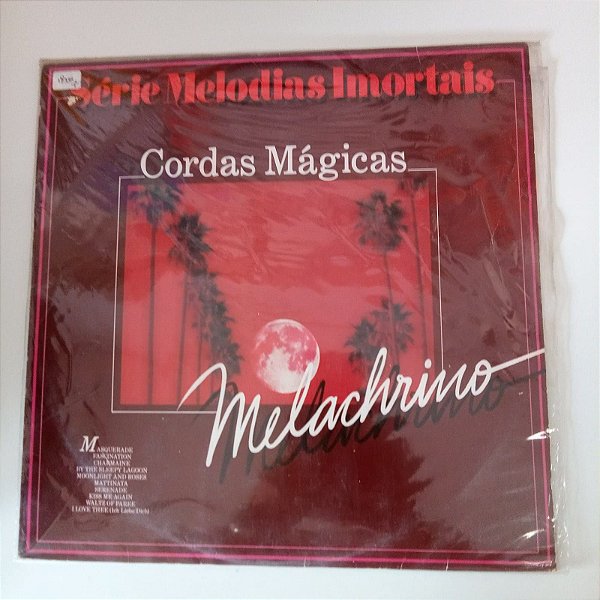 Série Melodias Imortais
Cordas Mágicas
Melachrino
MASQUERADE
FASCINATION
CHARMAINE
BY THE SLEEPY LAGOON
MOONLIGHT AND ROSES
MATTINATA
SERENADE
KISS ME AGAIN
WALTZ OF PAREE
I LOVE THEE (Ich Liebe Dich)